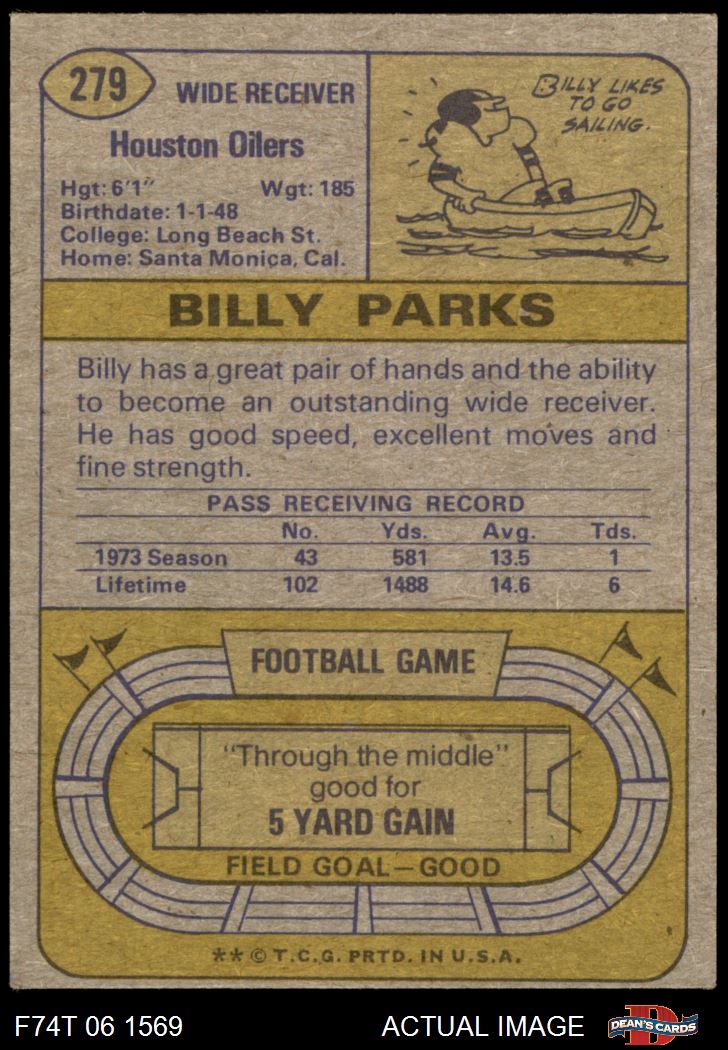 279
WIDE RECEIVER
Houston Oilers
Hgt: 6'1" Wgt: 185
Birthdate: 1-1-48
College: Long Beach St.
Home: Santa Monica, Cal.
BILLY LIKES
TO GO
SAILING.
BILLY PARKS
Billy has a great pair of hands and the ability
to become an outstanding wide receiver.
He has good speed, excellent moves and
fine strength.
PASS RECEIVING RECORD
No. Yds. Avg. Tds.
1973 Season 43 581 13.5 1
Lifetime 102 1488 14.6 6
FOOTBALL GAME
"Through the middle"
good for
5 YARD GAIN
FIELD GOAL—GOOD
** © T.C.G. PRTD. IN U.S.A.
F74T 06 1569 ACTUAL IMAGE
DEAN'S CARDS